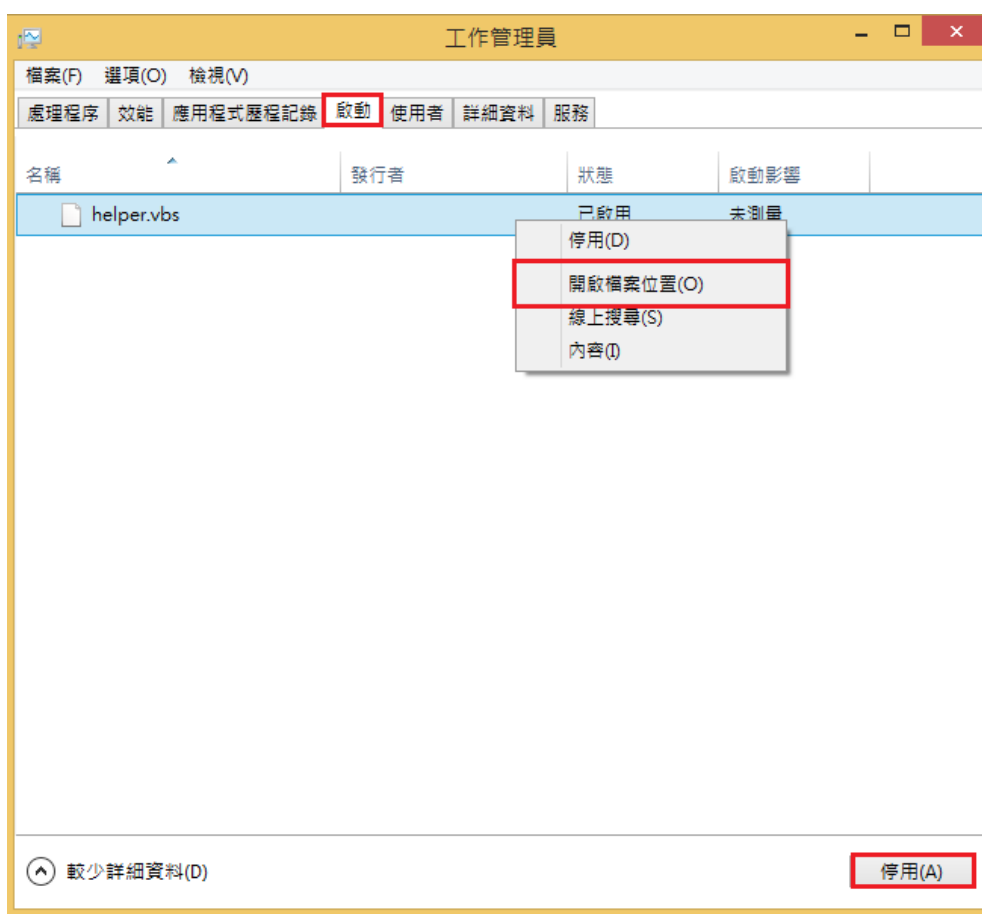 工作管理員
檔案(F) 選項(O) 檢視(V)
處理程序 效能 應用程式歷程記錄 啟動 使用者 詳細資料 服務
名稱 發行者 狀態 啟動影響
helper.vbs 已啟用 未測量
停用(D)
開啟檔案位置(O)
線上搜尋(S)
內容(I)
較少詳細資料(D) 停用(A)